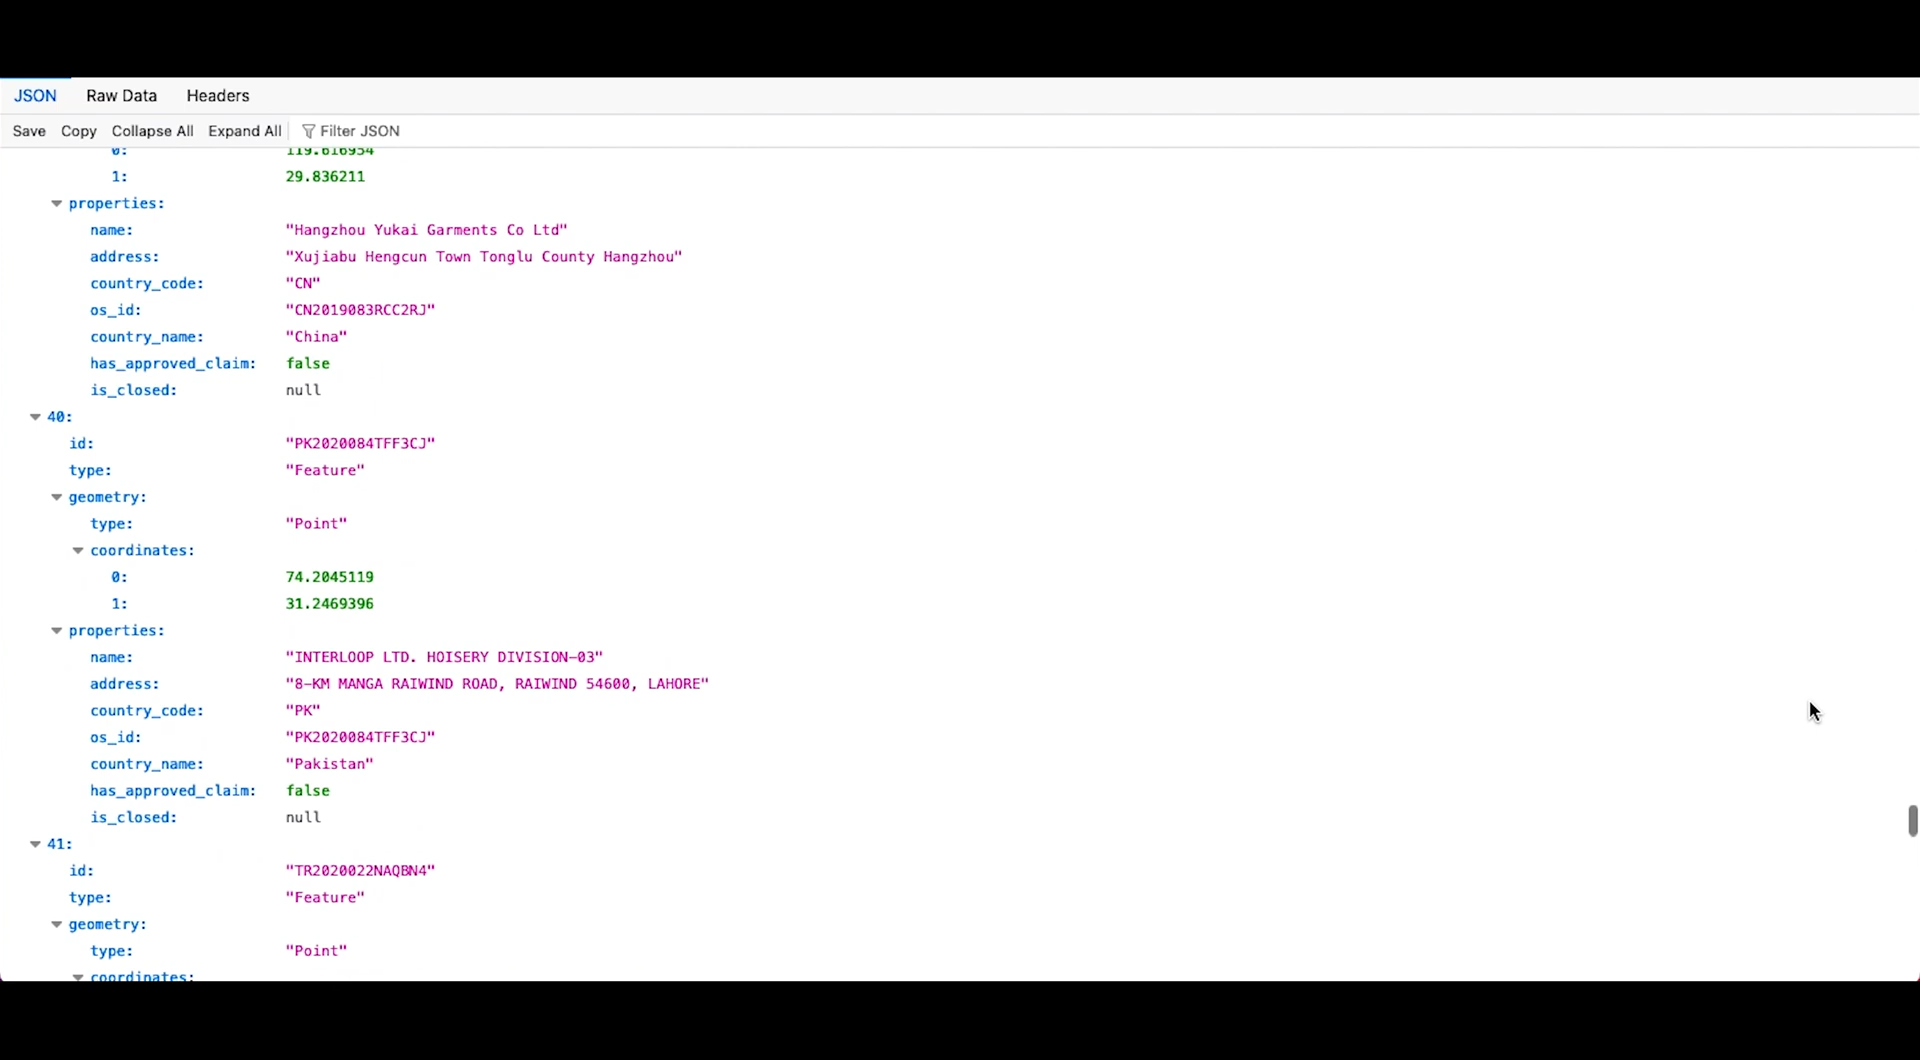 JSON Raw Data Headers
Save Copy Collapse All Expand All Filter JSON
0: 119.616954
1: 29.836211
properties:
name: "Hangzhou Yukai Garments Co Ltd"
address: "Xujiabu Hengcun Town Tonglu County Hangzhou"
country_code: "CN"
os_id: "CN2019083RCC2RJ"
country_name: "China"
has_approved_claim: false
is_closed: null
40:
id: "PK2020084TFF3CJ"
type: "Feature"
geometry:
type: "Point"
coordinates:
0: 74.2045119
1: 31.2469396
properties:
name: "INTERLOOP LTD. HOISERY DIVISION-03"
address: "8-KM MANGA RAIWIND ROAD, RAIWIND 54600, LAHORE"
country_code: "PK"
os_id: "PK2020084TFF3CJ"
country_name: "Pakistan"
has_approved_claim: false
is_closed: null
41:
id: "TR2020022NAQBN4"
type: "Feature"
geometry:
type: "Point"
coordinates: